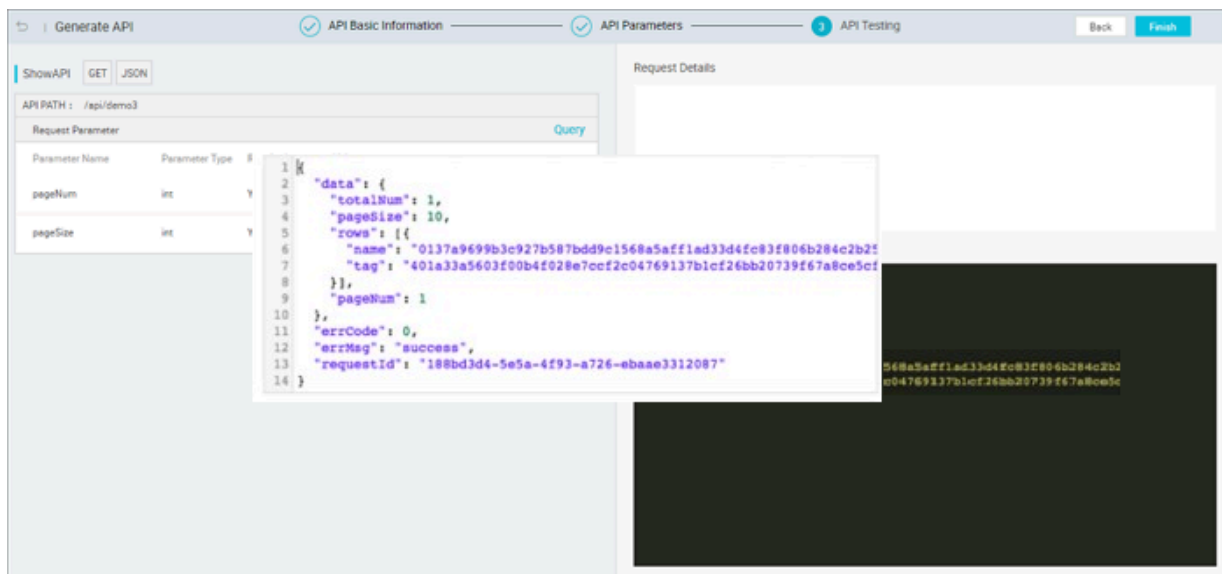 Generate API
API Basic Information
API Parameters
3 API Testing
Back
Finish
ShowAPI GET JSON
API PATH : /api/demo3
Request Parameter
Query
Parameter Name Parameter Type
pageNum int
pageSize int
Request Details
1 {
2 "data": {
3 "totalNum": 1,
4 "pageSize": 10,
5 "rows": [{
6 "name": "0137a9699b3c927b587bdd9c1568a5aff1ad33d4fc83f806b284c2b25
7 "tag": "401a33a5603f00b4f028e7ccf2c04769137b1cf26bb20739f67a8ce5cf
8 }],
9 "pageNum": 1
10 },
11 "errCode": 0,
12 "errMsg": "success",
13 "requestId": "188bd3d4-5e5a-4f93-a726-ebaae3312087"
14 }
568a5aff1ad33d4fc83f806b284c2b2
c04769137b1cf26bb20739f67a8ce5c